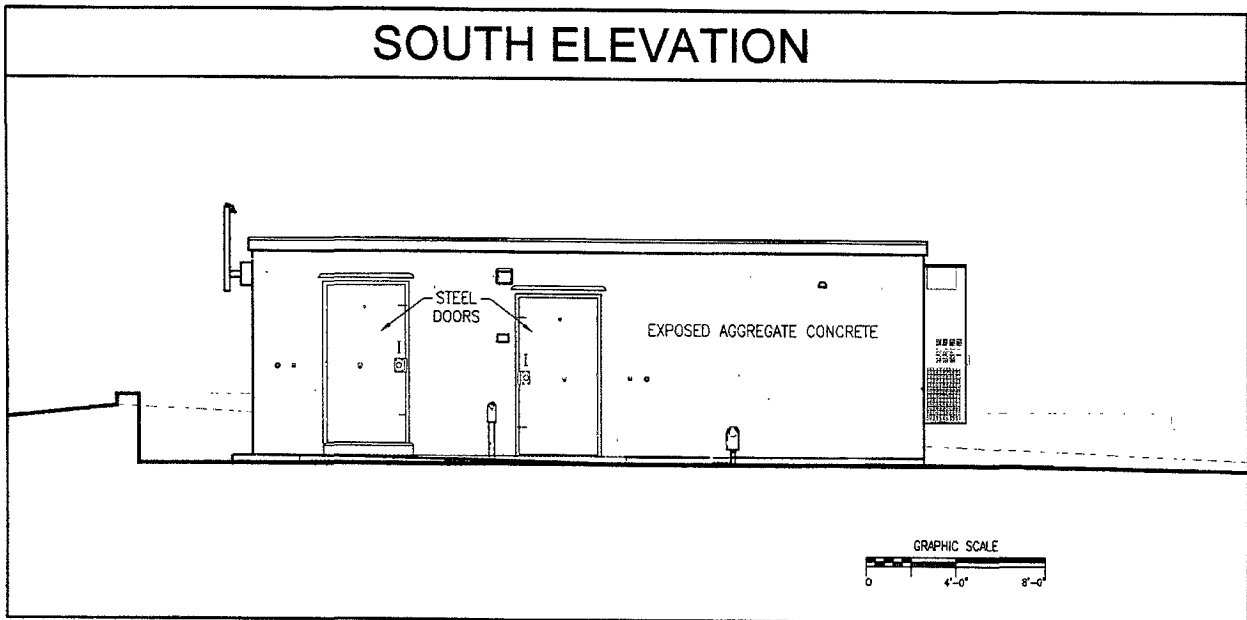 SOUTH ELEVATION
STEEL
DOORS
EXPOSED AGGREGATE CONCRETE
GRAPHIC SCALE
0 4'-0" 8'-0"